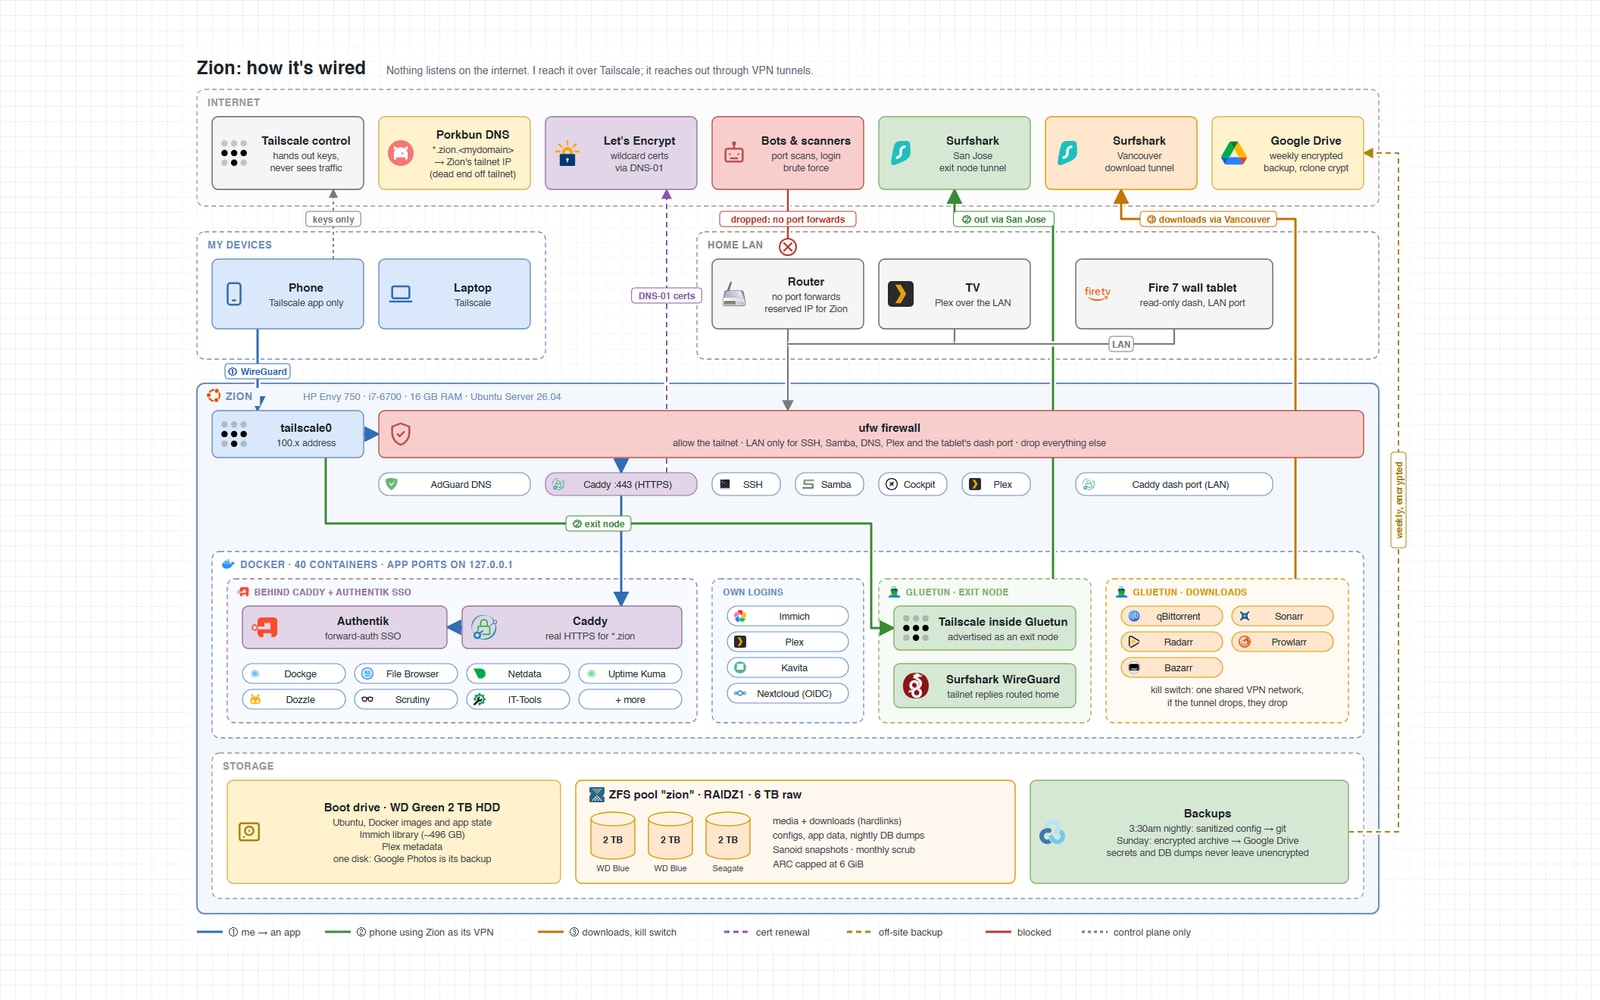 Zion: how it's wired
Nothing listens on the internet. I reach it over Tailscale; it reaches out through VPN tunnels.
INTERNET
Tailscale control
hands out keys,
never sees traffic
Porkbun DNS
*.zion.<mydomain>
→ Zion's tailnet IP
(dead end off tailnet)
Let's Encrypt
wildcard certs
via DNS-01
Bots & scanners
port scans, login
brute force
Surfshark
San Jose
exit node tunnel
Surfshark
Vancouver
download tunnel
Google Drive
weekly encrypted
backup, rclone crypt
keys only
dropped: no port forwards
② out via San Jose
③ downloads via Vancouver
MY DEVICES
Phone
Tailscale app only
Laptop
Tailscale
DNS-01 certs
HOME LAN
Router
no port forwards
reserved IP for Zion
TV
Plex over the LAN
fire tv
Fire 7 wall tablet
read-only dash, LAN port
LAN
① WireGuard
ZION
HP Envy 750 · i7-6700 · 16 GB RAM · Ubuntu Server 26.04
tailscale0
100.x address
ufw firewall
allow the tailnet · LAN only for SSH, Samba, DNS, Plex and the tablet's dash port · drop everything else
AdGuard DNS
Caddy :443 (HTTPS)
SSH
Samba
Cockpit
Plex
Caddy dash port (LAN)
weekly, encrypted
② exit node
DOCKER · 40 CONTAINERS · APP PORTS ON 127.0.0.1
BEHIND CADDY + AUTHENTIK SSO
Authentik
forward-auth SSO
Caddy
real HTTPS for *.zion
Dockge
File Browser
Netdata
Uptime Kuma
Dozzle
Scrutiny
IT-Tools
+ more
OWN LOGINS
Immich
Plex
Kavita
Nextcloud (OIDC)
GLUETUN · EXIT NODE
Tailscale inside Gluetun
advertised as an exit node
Surfshark WireGuard
tailnet replies routed home
GLUETUN · DOWNLOADS
qBittorrent
Sonarr
Radarr
Prowlarr
Bazarr
kill switch: one shared VPN network,
if the tunnel drops, they drop
STORAGE
Boot drive · WD Green 2 TB HDD
Ubuntu, Docker images and app state
Immich library (~496 GB)
Plex metadata
one disk: Google Photos is its backup
ZFS pool "zion" · RAIDZ1 · 6 TB raw
2 TB
2 TB
2 TB
WD Blue
WD Blue
Seagate
media + downloads (hardlinks)
configs, app data, nightly DB dumps
Sanoid snapshots · monthly scrub
ARC capped at 6 GiB
Backups
3:30am nightly: sanitized config → git
Sunday: encrypted archive → Google Drive
secrets and DB dumps never leave unencrypted
① me → an app
② phone using Zion as its VPN
③ downloads, kill switch
cert renewal
off-site backup
blocked
control plane only